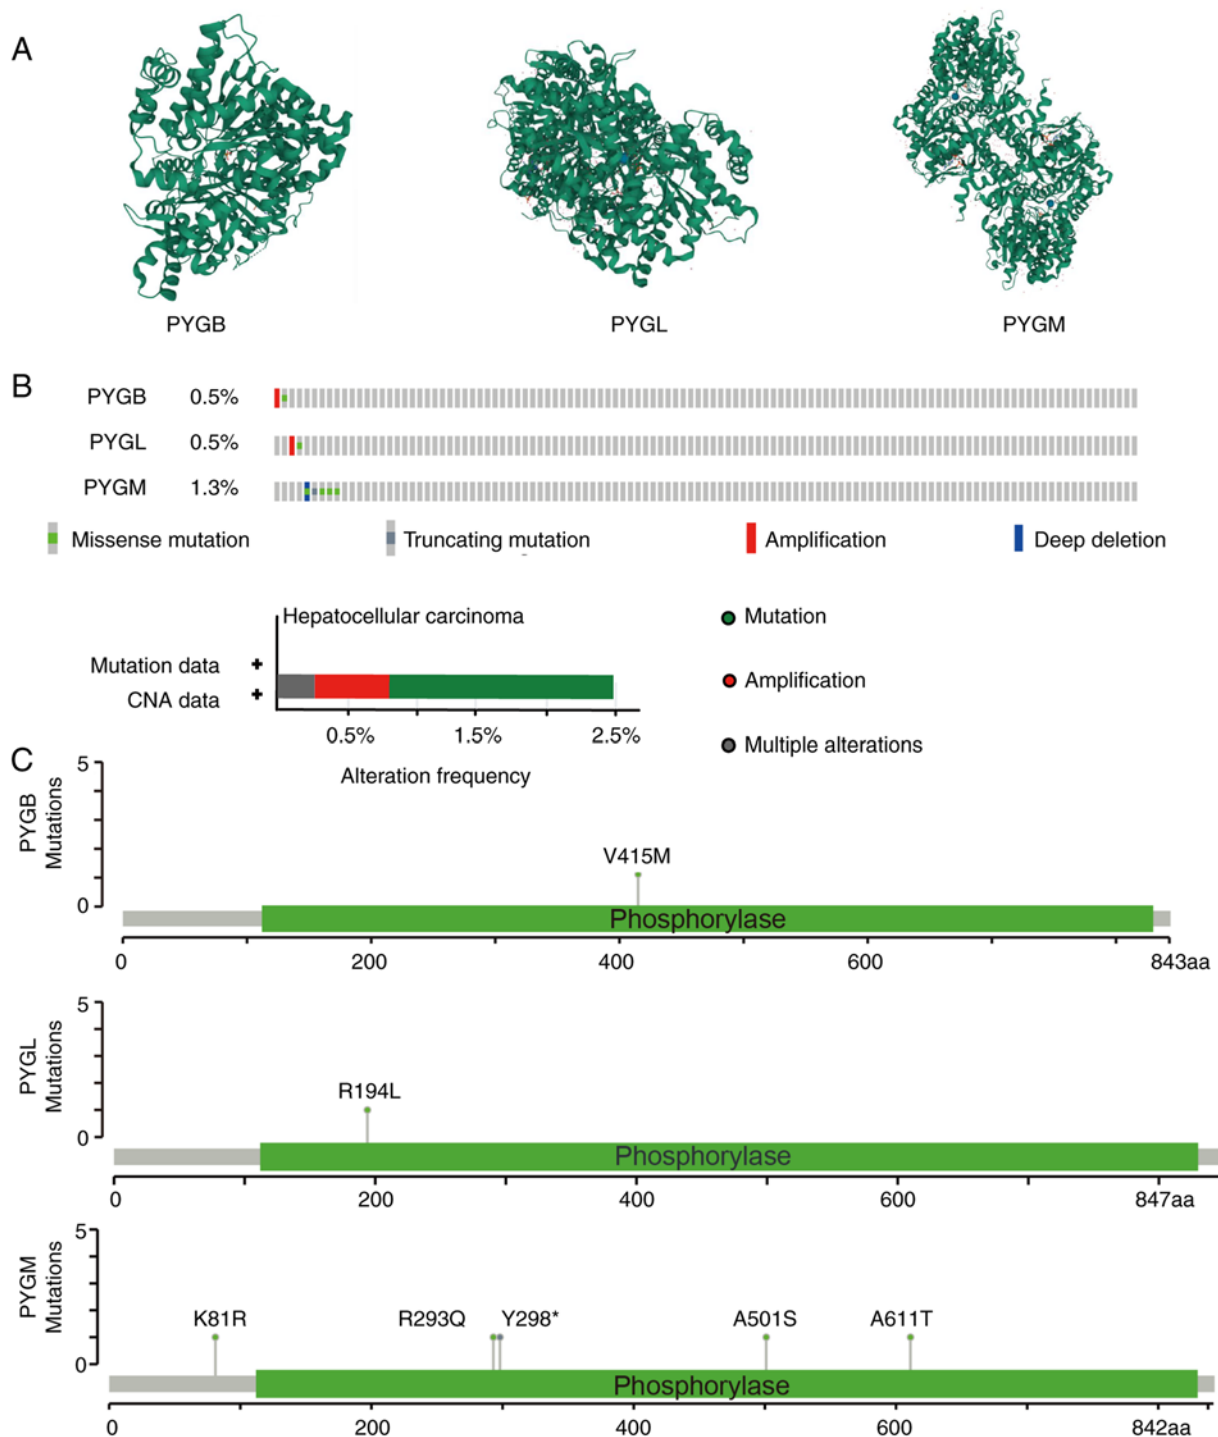 A
PYGB
PYGL
PYGM
B
PYGB 0.5%
PYGL 0.5%
PYGM 1.3%
Missense mutation
Truncating mutation
Amplification
Deep deletion
Hepatocellular carcinoma
Mutation data +
CNA data +
0.5% 1.5% 2.5%
Alteration frequency
Mutation
Amplification
Multiple alterations
C
PYGB
Mutations
5
0
V415M
Phosphorylase
0 200 400 600 843aa
PYGL
Mutations
5
0
R194L
Phosphorylase
0 200 400 600 847aa
PYGM
Mutations
5
0
K81R R293Q Y298* A501S A611T
Phosphorylase
0 200 400 600 842aa